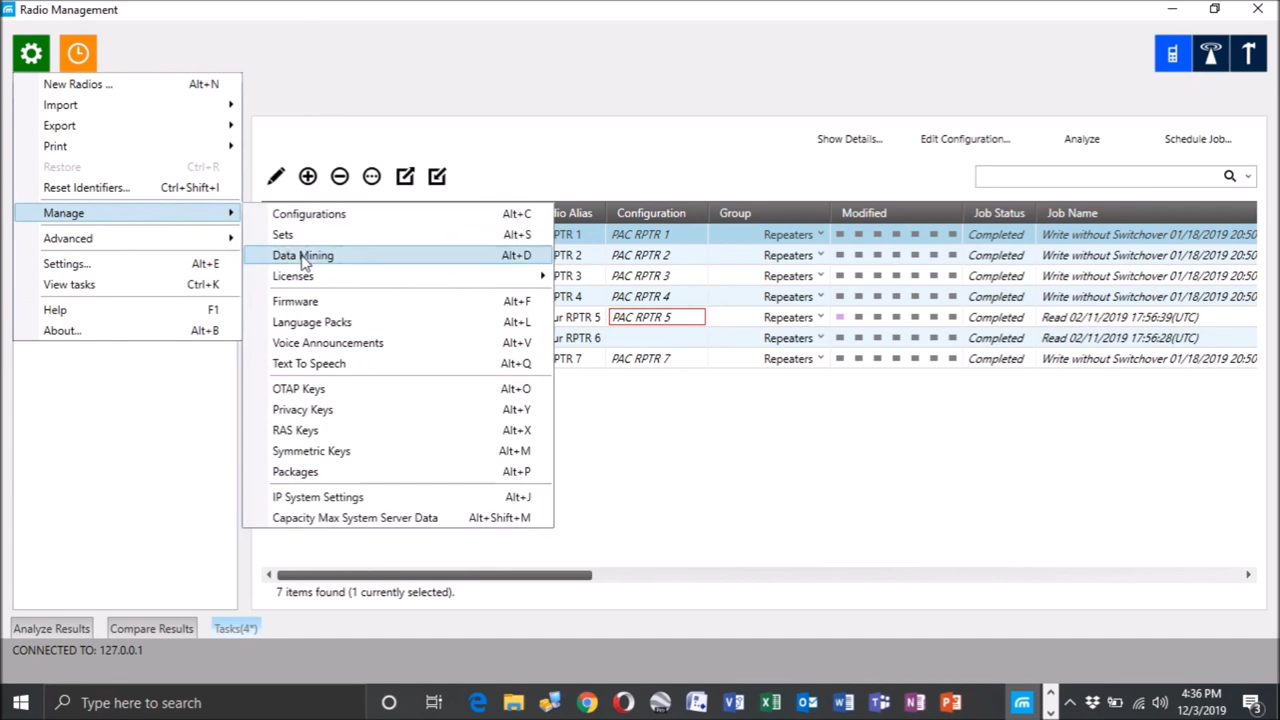 Radio Management
New Radios ... Alt+N
Import
Export
Print
Restore Ctrl+R
Reset Identifiers... Ctrl+Shift+I
Manage
Advanced
Settings... Alt+E
View tasks Ctrl+K
Help F1
About... Alt+B
Configurations Alt+C
Sets Alt+S
Data Mining Alt+D
Licenses
Firmware Alt+F
Language Packs Alt+L
Voice Announcements Alt+V
Text To Speech Alt+Q
OTAP Keys Alt+O
Privacy Keys Alt+Y
RAS Keys Alt+X
Symmetric Keys Alt+M
Packages Alt+P
IP System Settings Alt+J
Capacity Max System Server Data Alt+Shift+M
Show Details... Edit Configuration... Analyze Schedule Job...
Alias Configuration Group Modified Job Status Job Name
PTR 1 PAC RPTR 1 Repeaters Completed Write without Switchover 01/18/2019 20:50
PTR 2 PAC RPTR 2 Repeaters Completed Write without Switchover 01/18/2019 20:50
PTR 3 PAC RPTR 3 Repeaters Completed Write without Switchover 01/18/2019 20:50
PTR 4 PAC RPTR 4 Repeaters Completed Write without Switchover 01/18/2019 20:50
ur RPTR 5 PAC RPTR 5 Repeaters Completed Read 02/11/2019 17:56:39(UTC)
ur RPTR 6 Repeaters Completed Read 02/11/2019 17:56:28(UTC)
RPTR 7 PAC RPTR 7 Repeaters Completed Write without Switchover 01/18/2019 20:50
7 items found (1 currently selected).
Analyze Results Compare Results Tasks(4*)
CONNECTED TO: 127.0.0.1
Type here to search
4:36 PM
12/3/2019
3